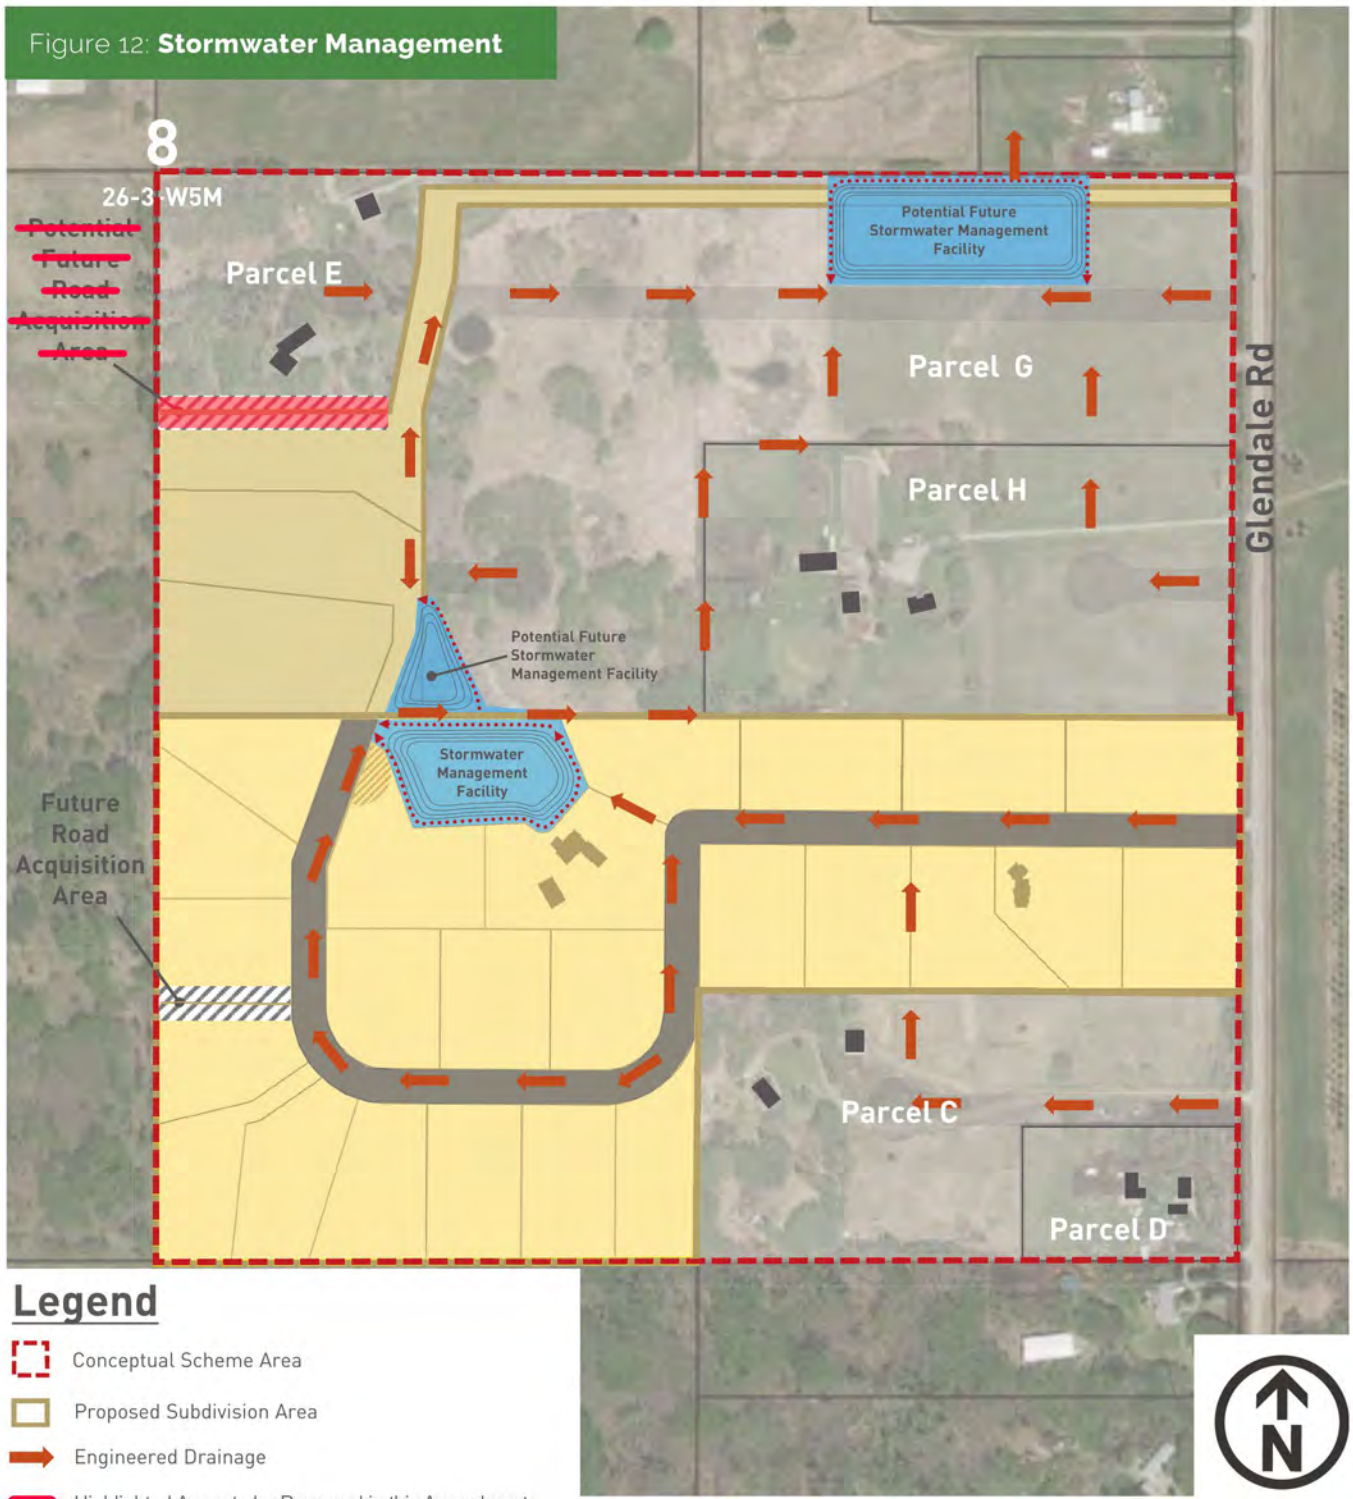 Figure 12: Stormwater Management
8
26-3-W5M
Potential
Future
Road
Acquisition
Area
Parcel E
Potential Future
Stormwater Management
Facility
Parcel G
Glendale Rd
Parcel H
Potential Future
Stormwater
Management Facility
Stormwater
Management
Facility
Future
Road
Acquisition
Area
Parcel C
Parcel D
Legend
Conceptual Scheme Area
Proposed Subdivision Area
Engineered Drainage
N